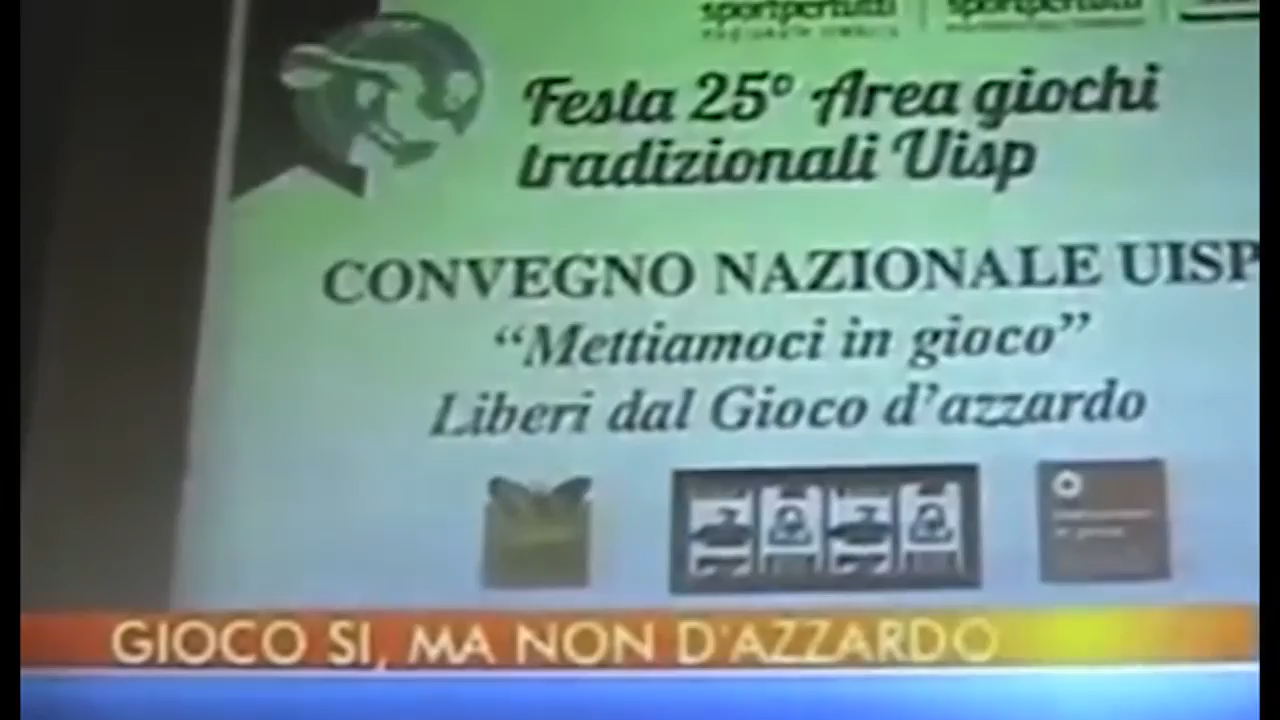 sportpertutti sportpertutti
Festa 25° Area giochi
tradizionali Uisp
CONVEGNO NAZIONALE UISP
“Mettiamoci in gioco”
Liberi dal Gioco d’azzardo
GIOCO SI, MA NON D'AZZARDO